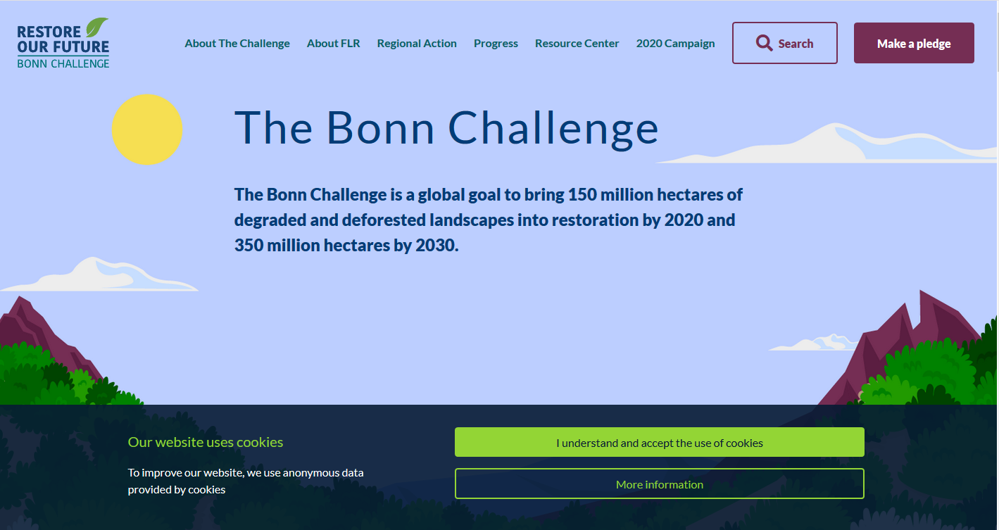 RESTORE
OUR FUTURE
BONN CHALLENGE
About The Challenge About FLR Regional Action Progress Resource Center 2020 Campaign Search Make a pledge
The Bonn Challenge
The Bonn Challenge is a global goal to bring 150 million hectares of
degraded and deforested landscapes into restoration by 2020 and
350 million hectares by 2030.
Our website uses cookies
To improve our website, we use anonymous data
provided by cookies
I understand and accept the use of cookies
More information